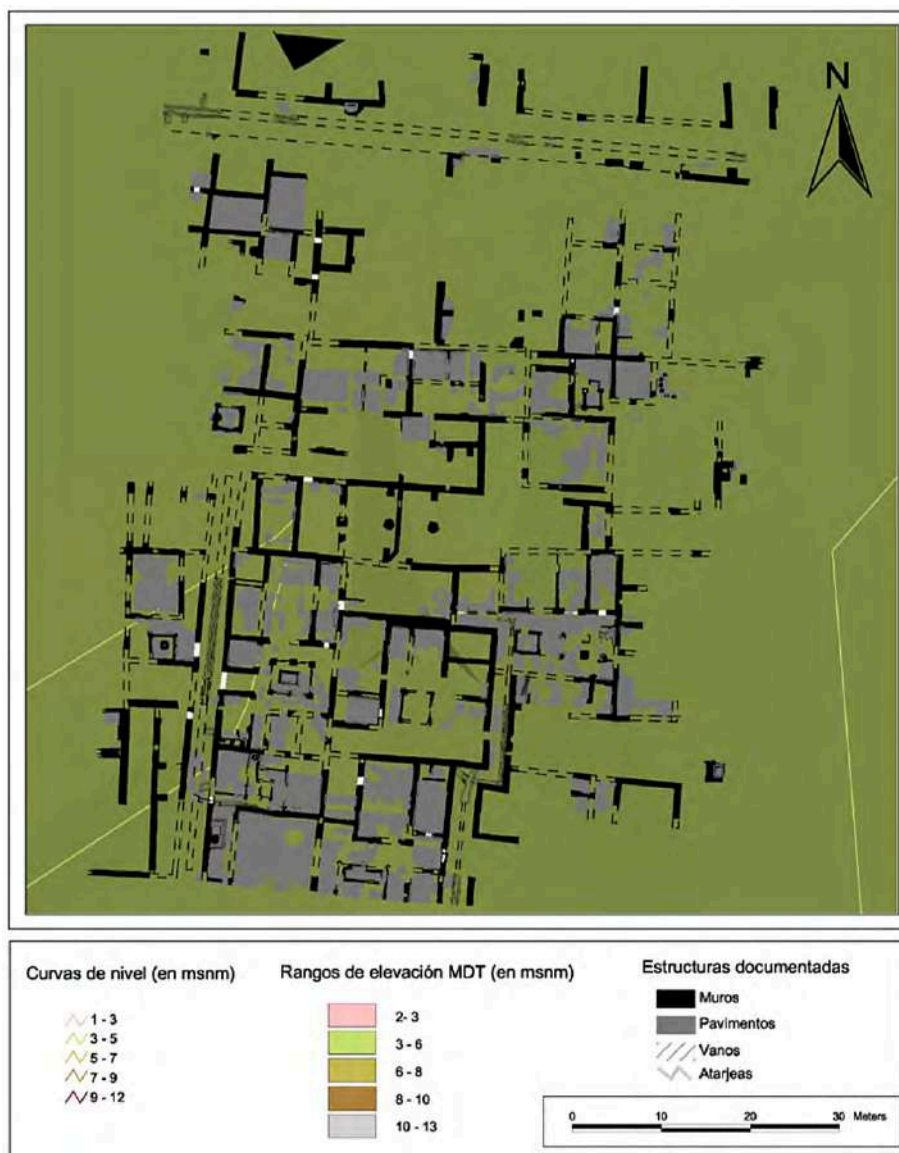 N
Curvas de nivel (en msnm)
1 - 3
3 - 5
5 - 7
7 - 9
9 - 12
Rangos de elevación MDT (en msnm)
2- 3
3 - 6
6 - 8
8 - 10
10 - 13
Estructuras documentadas
Muros
Pavimentos
Vanos
Atarjeas
0 10 20 30 Meters